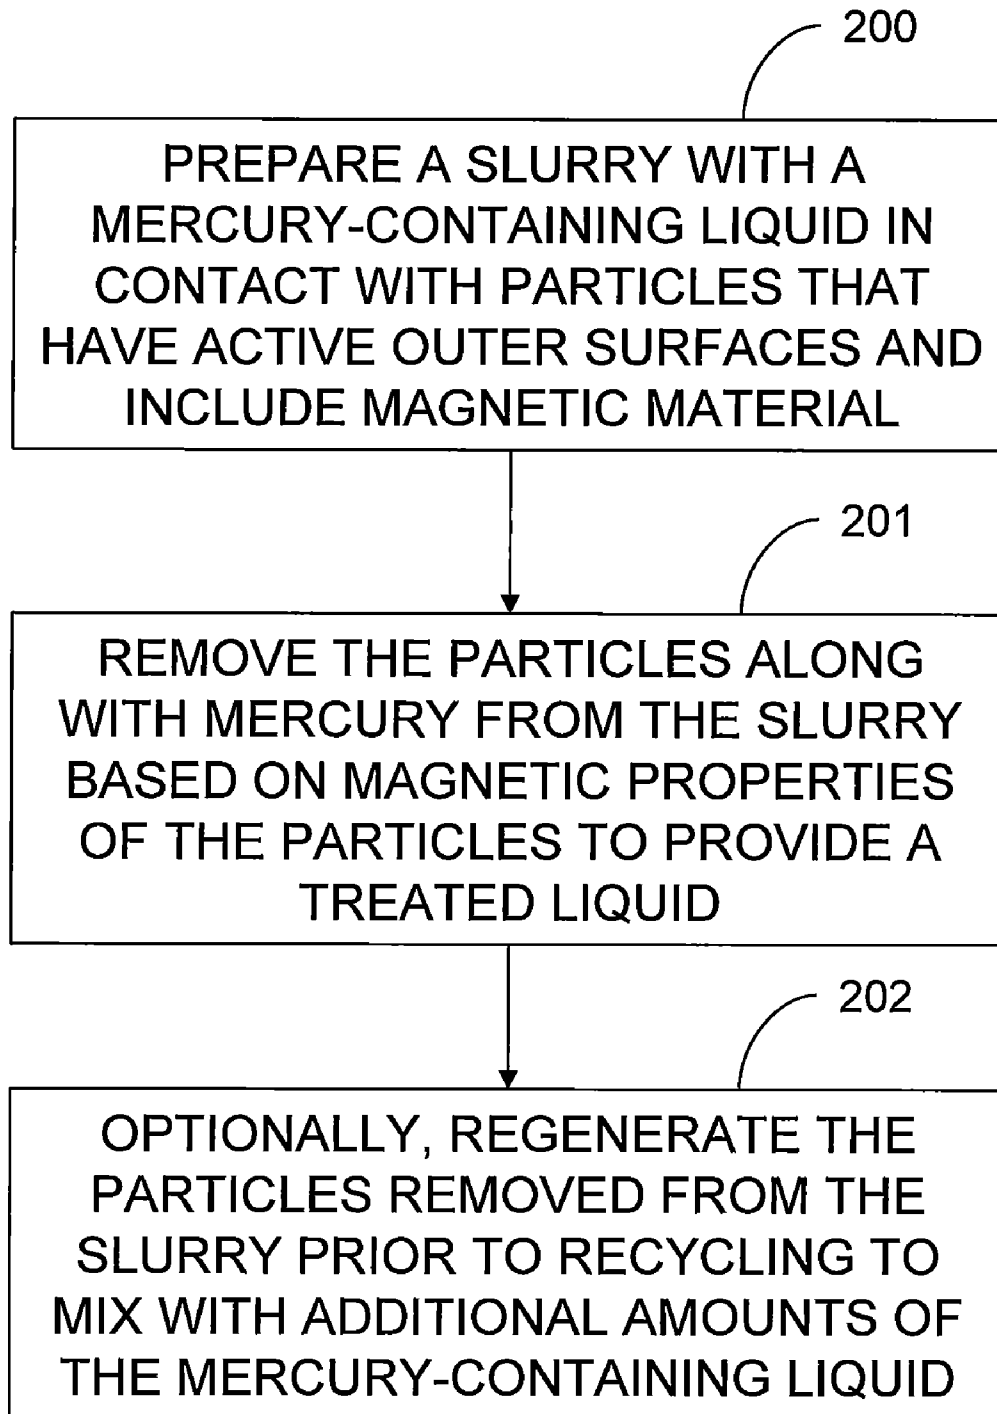 200
PREPARE A SLURRY WITH A
MERCURY-CONTAINING LIQUID IN
CONTACT WITH PARTICLES THAT
HAVE ACTIVE OUTER SURFACES AND
INCLUDE MAGNETIC MATERIAL
201
REMOVE THE PARTICLES ALONG
WITH MERCURY FROM THE SLURRY
BASED ON MAGNETIC PROPERTIES
OF THE PARTICLES TO PROVIDE A
TREATED LIQUID
202
OPTIONALLY, REGENERATE THE
PARTICLES REMOVED FROM THE
SLURRY PRIOR TO RECYCLING TO
MIX WITH ADDITIONAL AMOUNTS OF
THE MERCURY-CONTAINING LIQUID